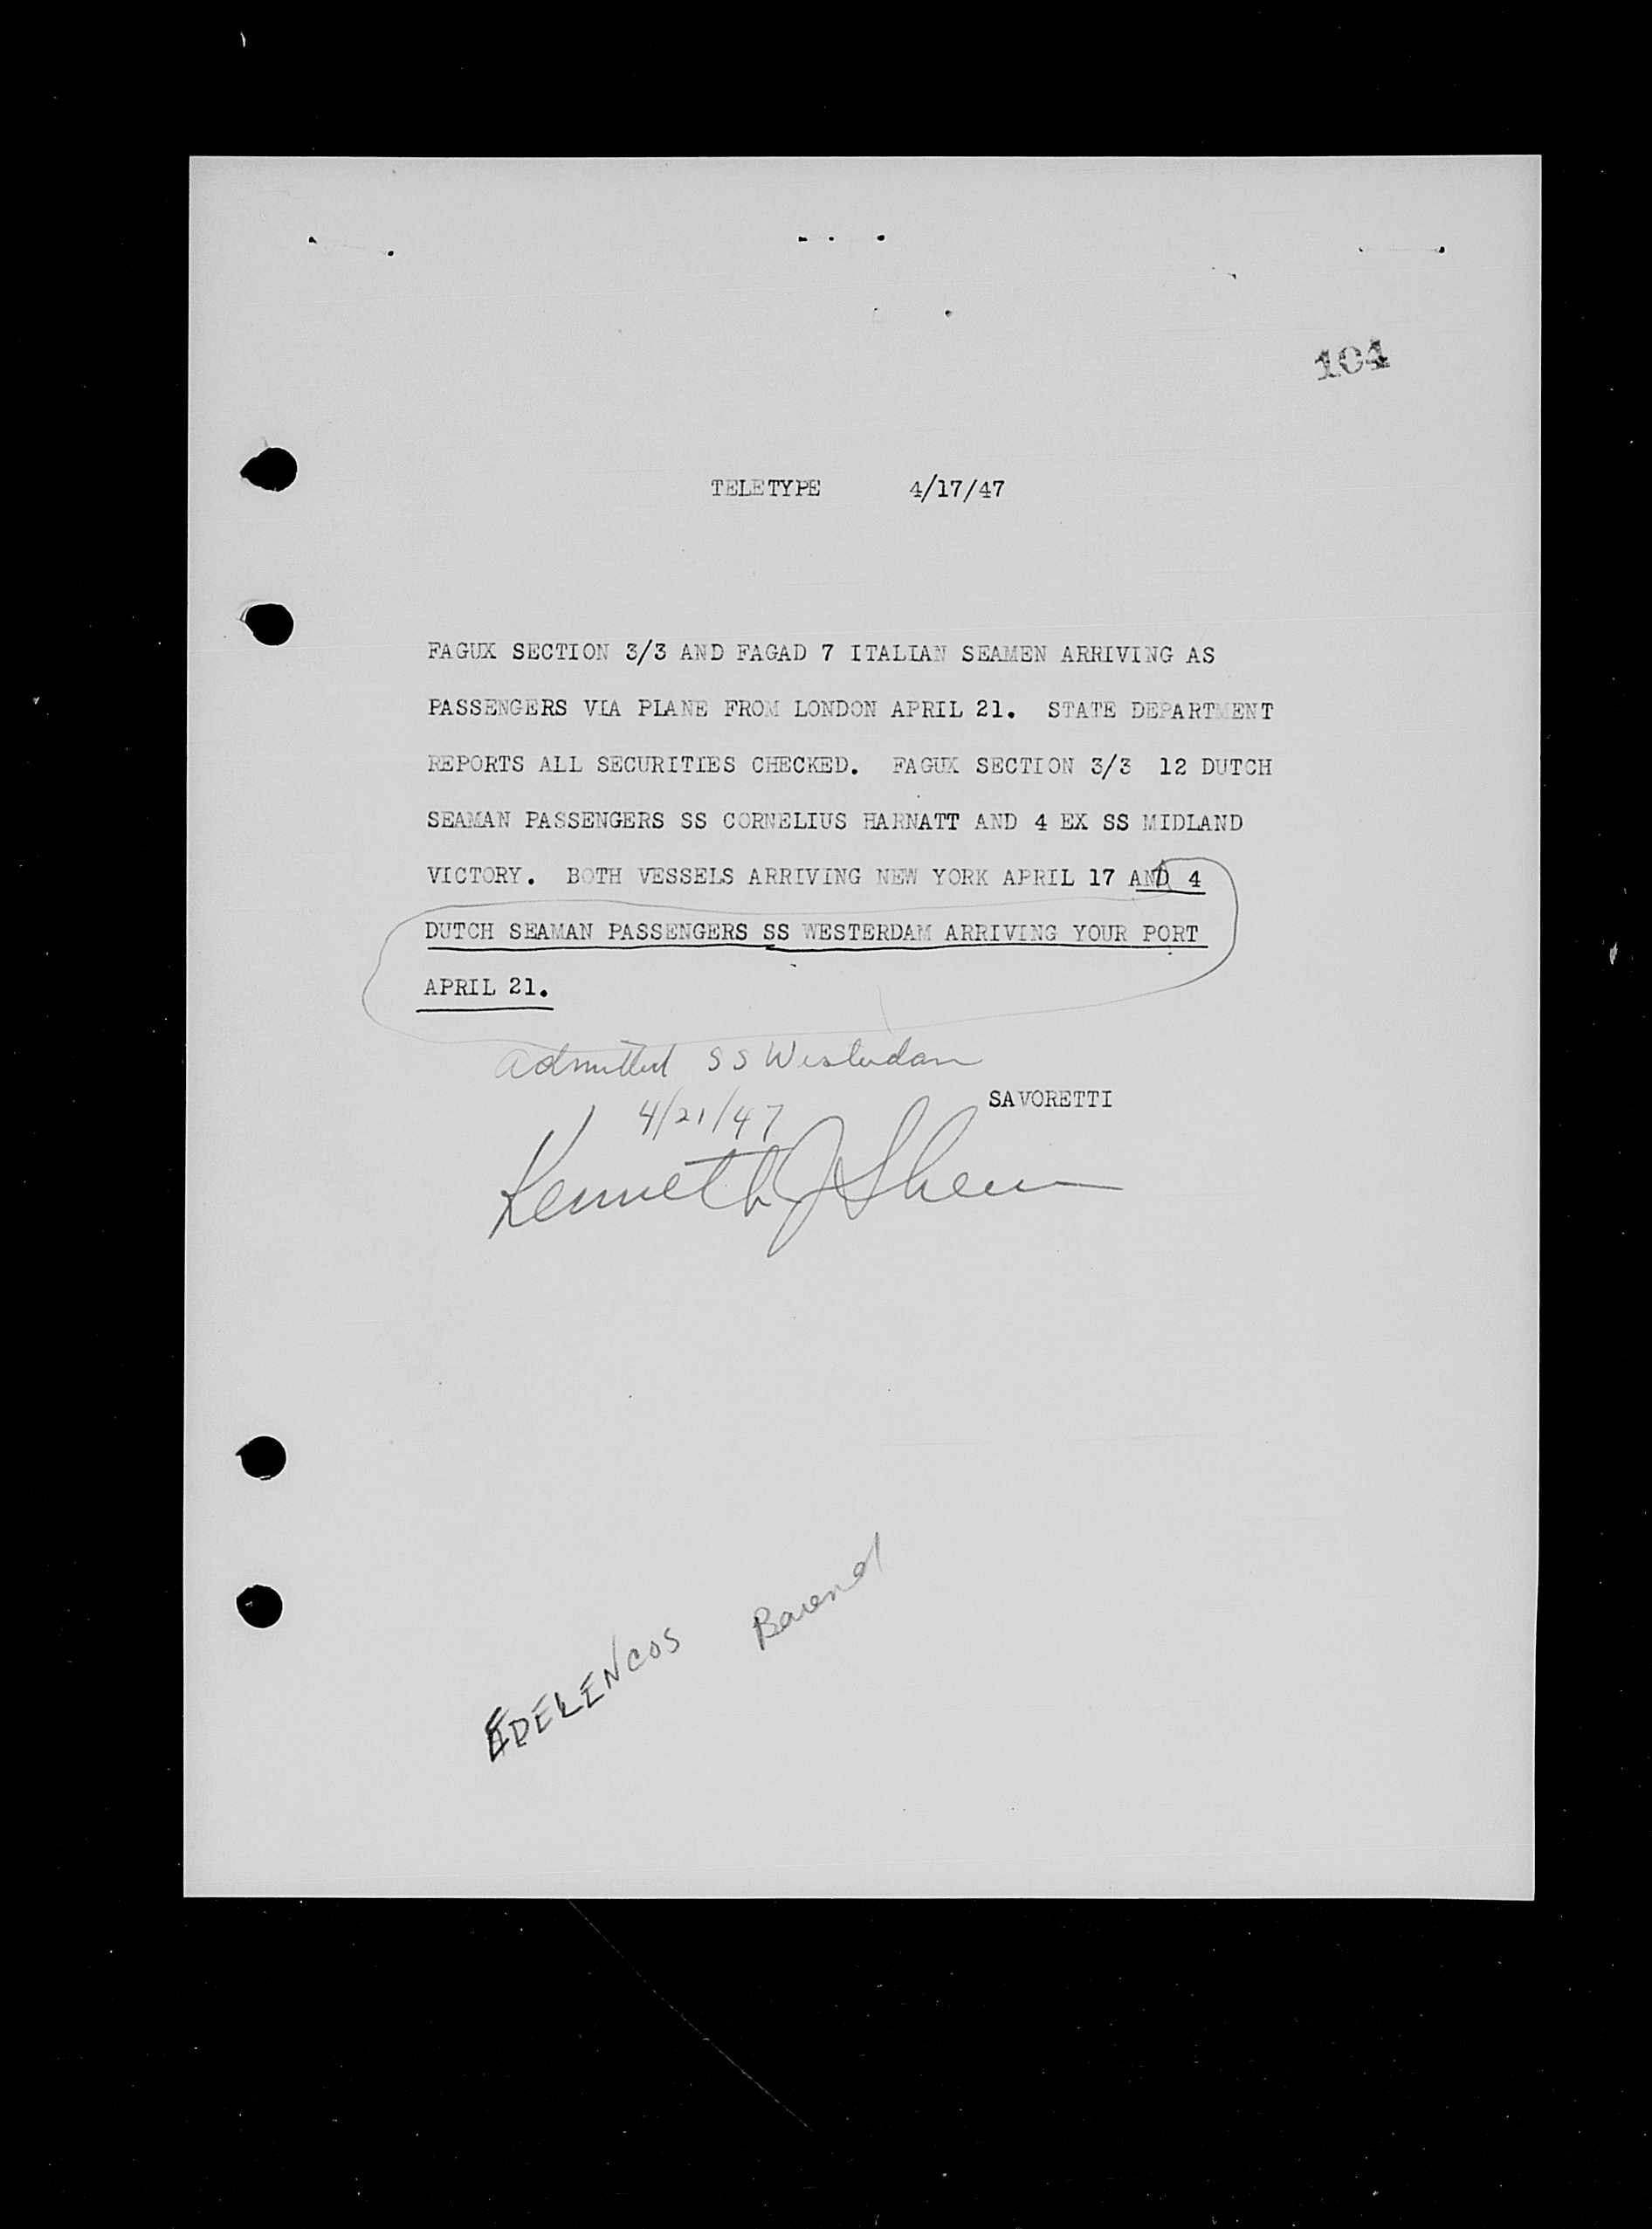 104
TELETYPE 4/17/47
FAGUX SECTION 3/3 AND FAGAD 7 ITALIAN SEAMEN ARRIVING AS
PASSENGERS VIA PLANE FROM LONDON APRIL 21. STATE DEPARTMENT
REPORTS ALL SECURITIES CHECKED. FAGUX SECTION 3/3 12 DUTCH
SEAMAN PASSENGERS SS CORNELIUS HARNATT AND 4 EX SS MIDLAND
VICTORY. BOTH VESSELS ARRIVING NEW YORK APRIL 17 AND 4
DUTCH SEAMAN PASSENGERS SS WESTERDAM ARRIVING YOUR PORT
APRIL 21.
Admitted SS Westerdam
SAVORETTI
4/21/47
Kenneth J
Barend